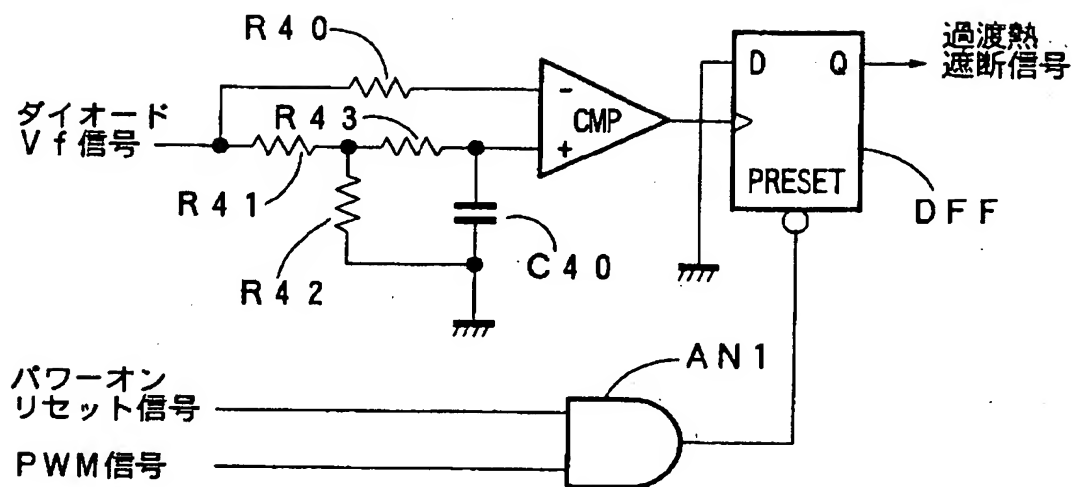 R40
過渡熱
遮断信号
D Q
ダイオード
Vf信号
R43
-
CMP
+
PRESET
R41
DFF
R42
C40
AN1
パワーオン
リセット信号
PWM信号